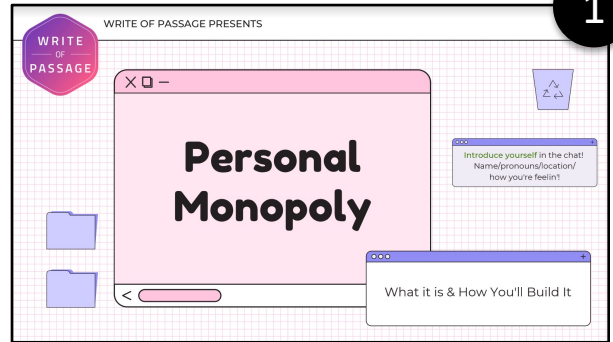 1
WRITE OF PASSAGE PRESENTS
WRITE
OF
PASSAGE
Personal
Monopoly
Introduce yourself in the chat!
Name/pronouns/location/
how you're feelin'!
What it is & How You'll Build It